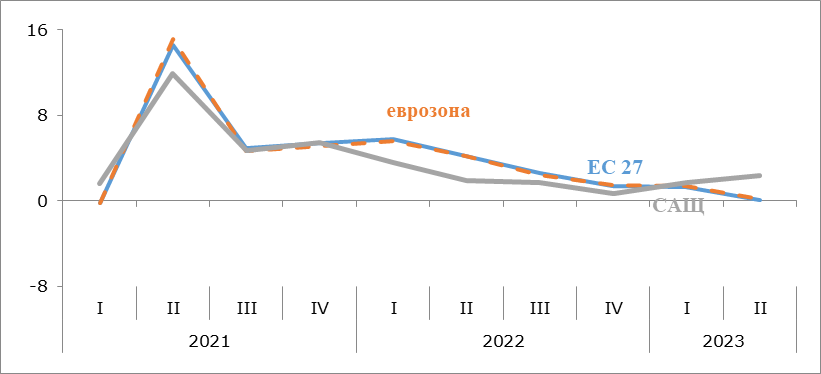 16
8
0
-8
еврозона
ЕС 27
САЩ
I II III IV I II III IV I II
2021 2022 2023